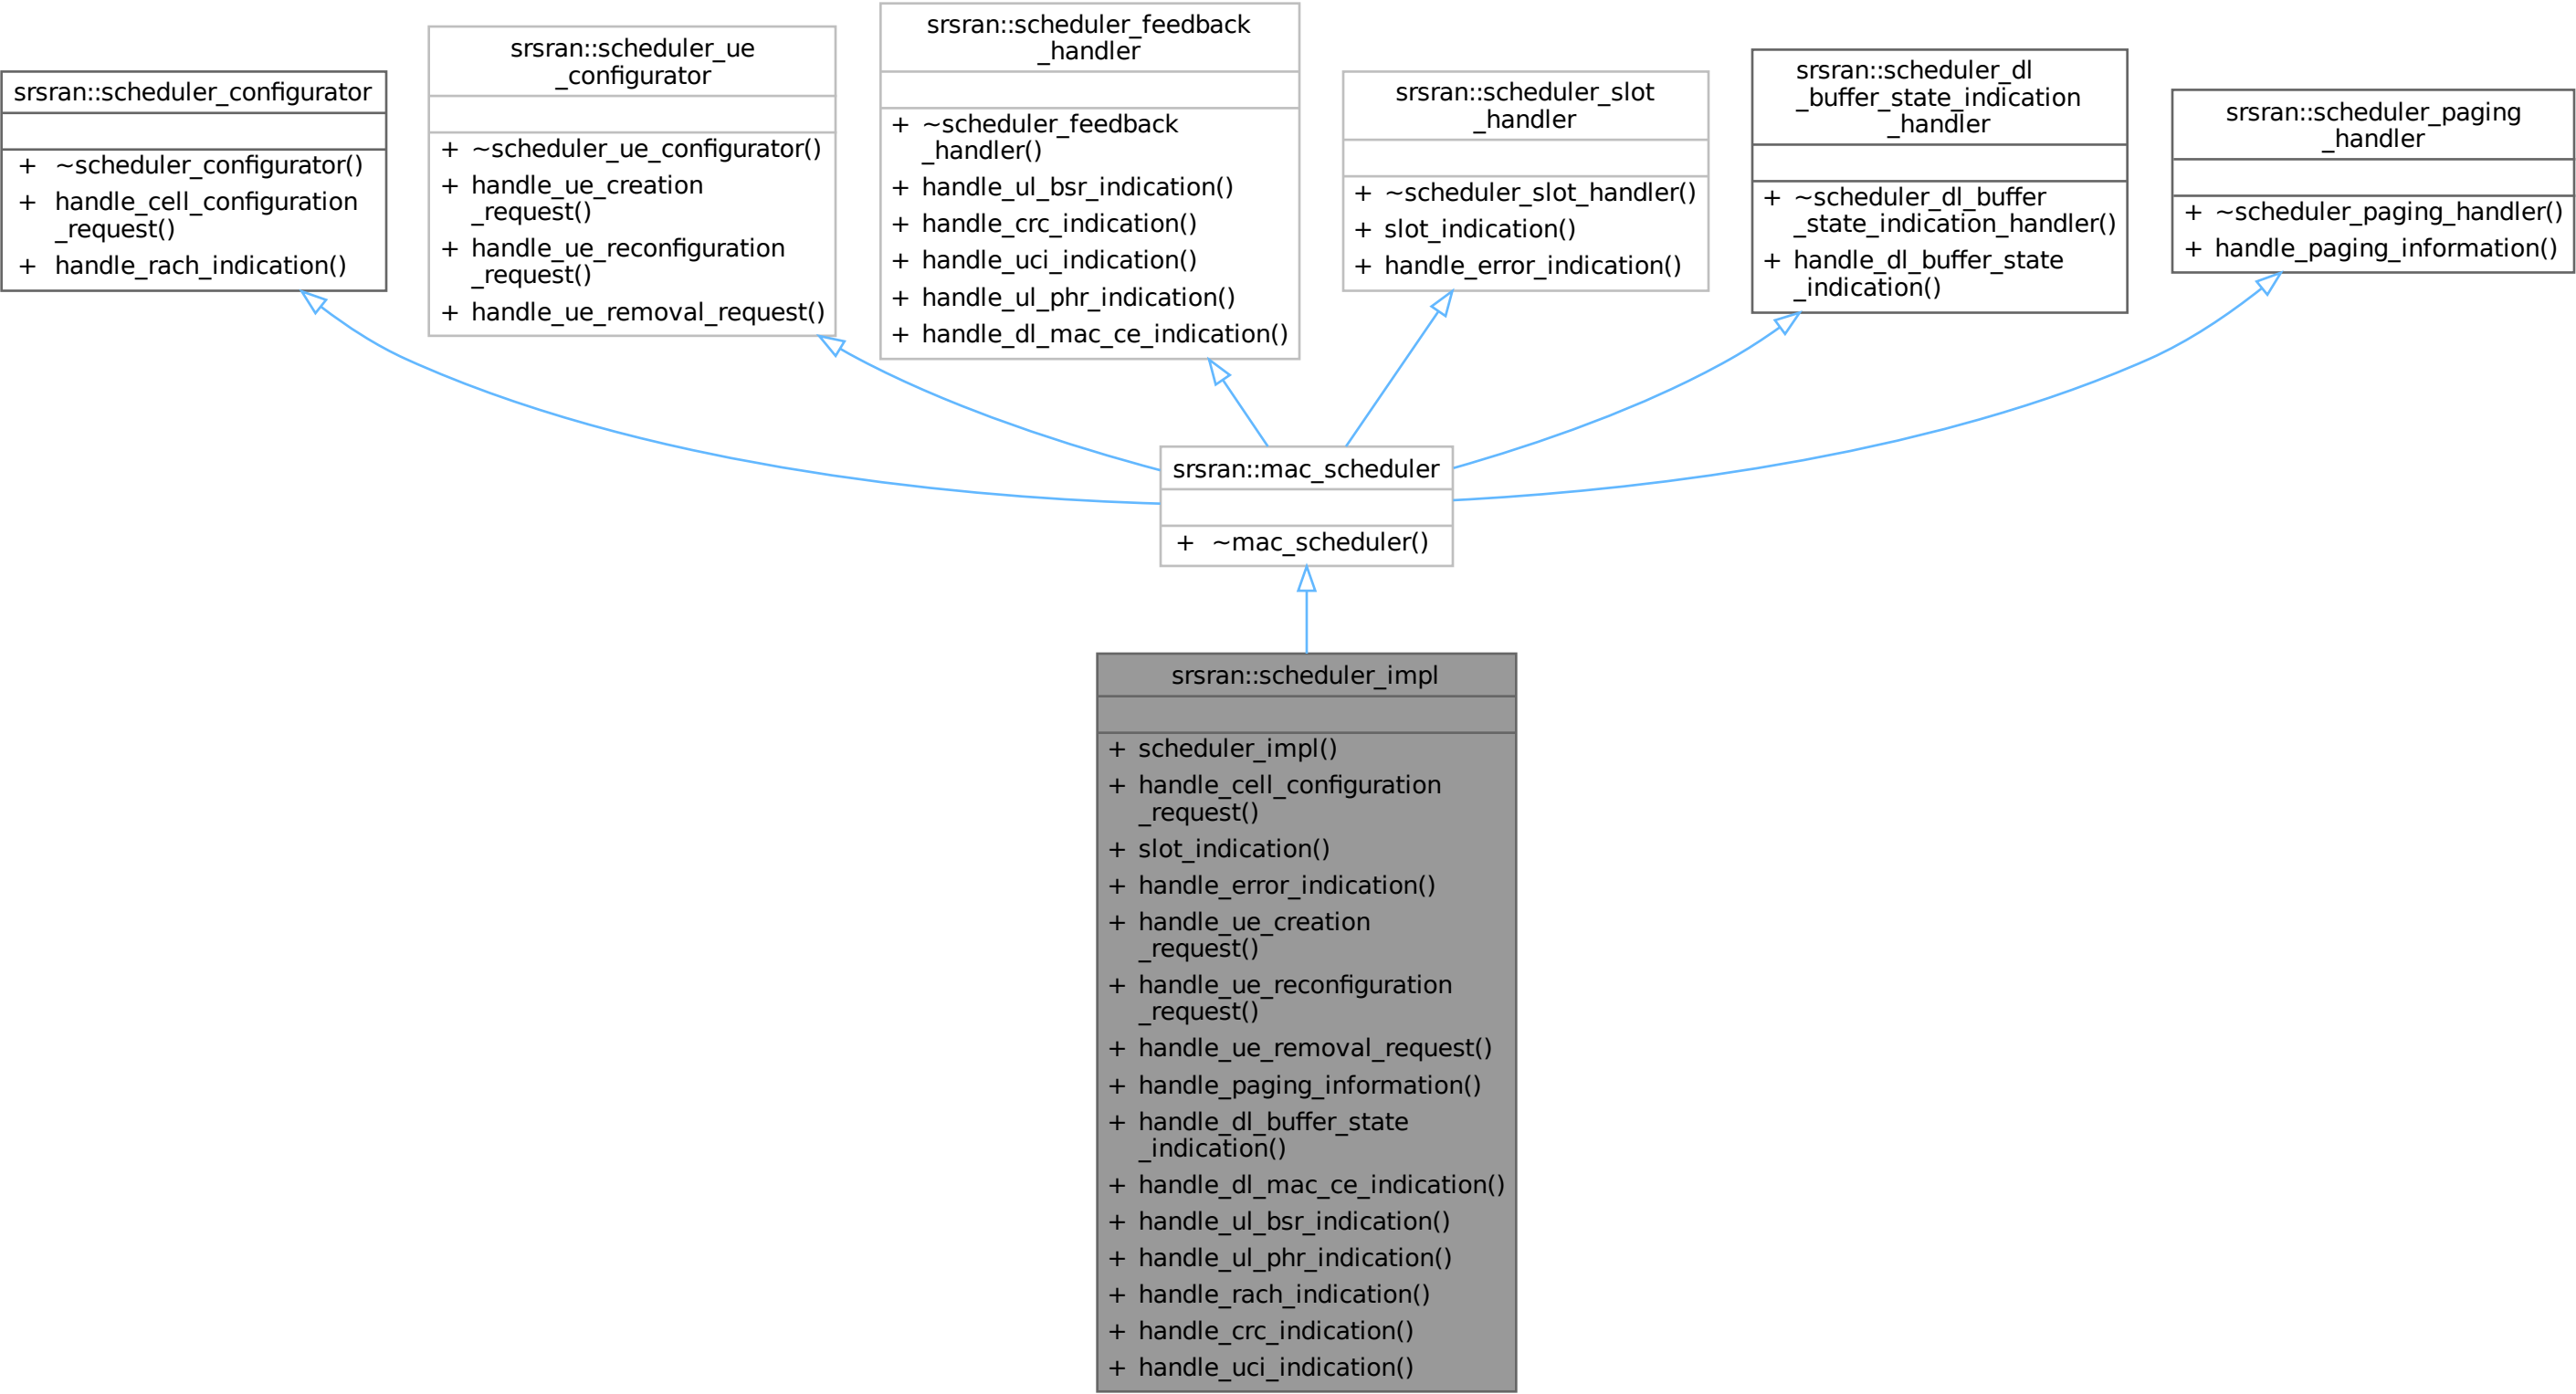 srsran::scheduler_configurator
+ ~scheduler_configurator()
+ handle_cell_configuration
_request()
+ handle_rach_indication()
srsran::scheduler_ue
_configurator
+ ~scheduler_ue_configurator()
+ handle_ue_creation
_request()
+ handle_ue_reconfiguration
_request()
+ handle_ue_removal_request()
srsran::scheduler_feedback
_handler
+ ~scheduler_feedback
_handler()
+ handle_ul_bsr_indication()
+ handle_crc_indication()
+ handle_uci_indication()
+ handle_ul_phr_indication()
+ handle_dl_mac_ce_indication()
srsran::scheduler_slot
_handler
+ ~scheduler_slot_handler()
+ slot_indication()
+ handle_error_indication()
srsran::scheduler_dl
_buffer_state_indication
_handler
+ ~scheduler_dl_buffer
_state_indication_handler()
+ handle_dl_buffer_state
_indication()
srsran::scheduler_paging
_handler
+ ~scheduler_paging_handler()
+ handle_paging_information()
srsran::mac_scheduler
+ ~mac_scheduler()
srsran::scheduler_impl
+ scheduler_impl()
+ handle_cell_configuration
_request()
+ slot_indication()
+ handle_error_indication()
+ handle_ue_creation
_request()
+ handle_ue_reconfiguration
_request()
+ handle_ue_removal_request()
+ handle_paging_information()
+ handle_dl_buffer_state
_indication()
+ handle_dl_mac_ce_indication()
+ handle_ul_bsr_indication()
+ handle_ul_phr_indication()
+ handle_rach_indication()
+ handle_crc_indication()
+ handle_uci_indication()